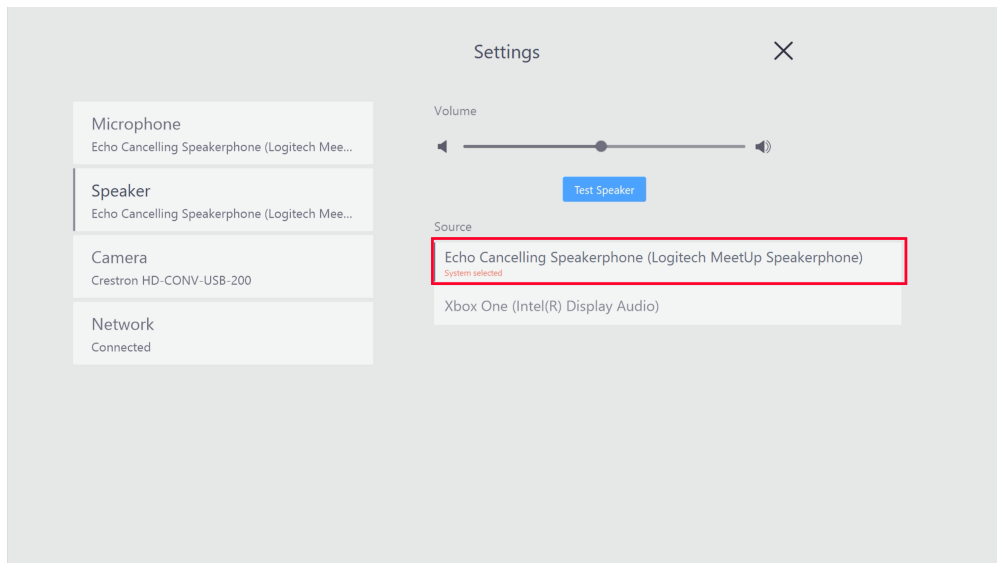 Settings
Microphone
Echo Cancelling Speakerphone (Logitech Mee...
Speaker
Echo Cancelling Speakerphone (Logitech Mee...
Camera
Crestron HD-CONV-USB-200
Network
Connected
Volume
Test Speaker
Source
Echo Cancelling Speakerphone (Logitech MeetUp Speakerphone)
System selected
Xbox One (Intel(R) Display Audio)